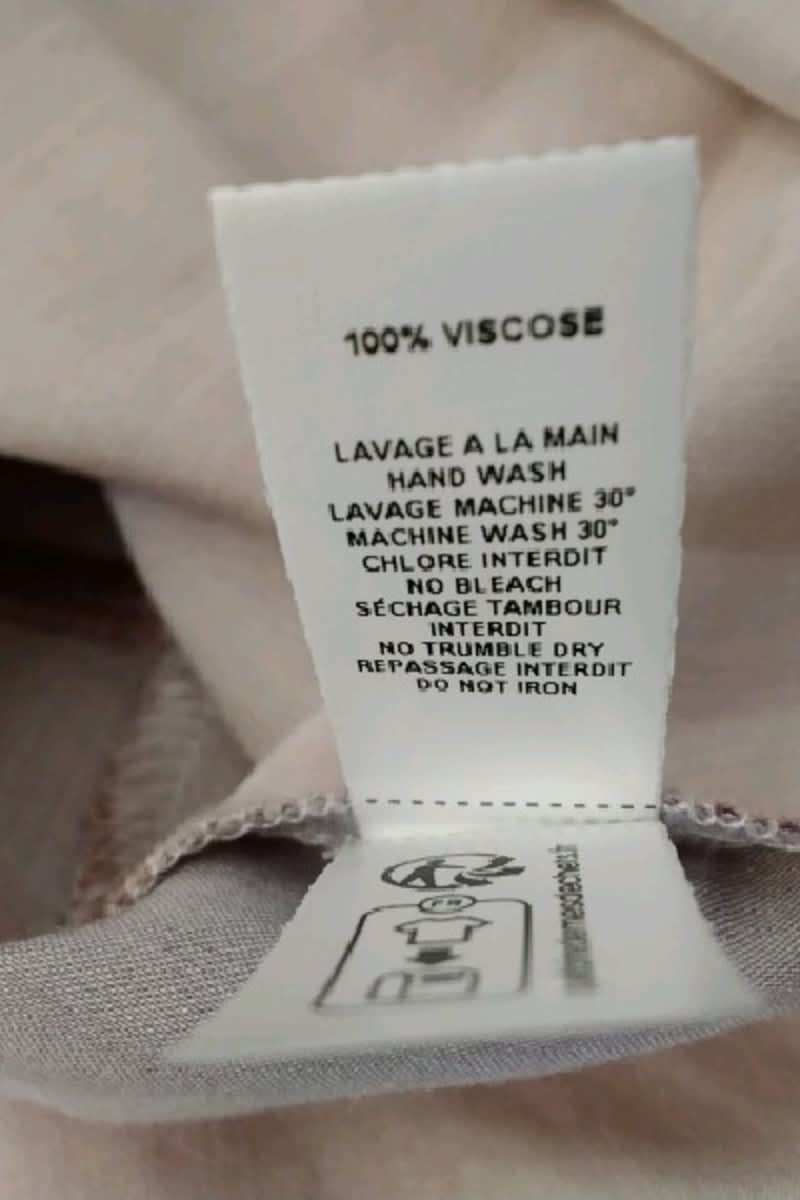 100% VISCOSE
LAVAGE A LA MAIN
HAND WASH
LAVAGE MACHINE 30°
MACHINE WASH 30°
CHLORE INTERDIT
NO BLEACH
SÉCHAGE TAMBOUR
INTERDIT
NO TRUMBLE DRY
REPASSAGE INTERDIT
DO NOT IRON
FR